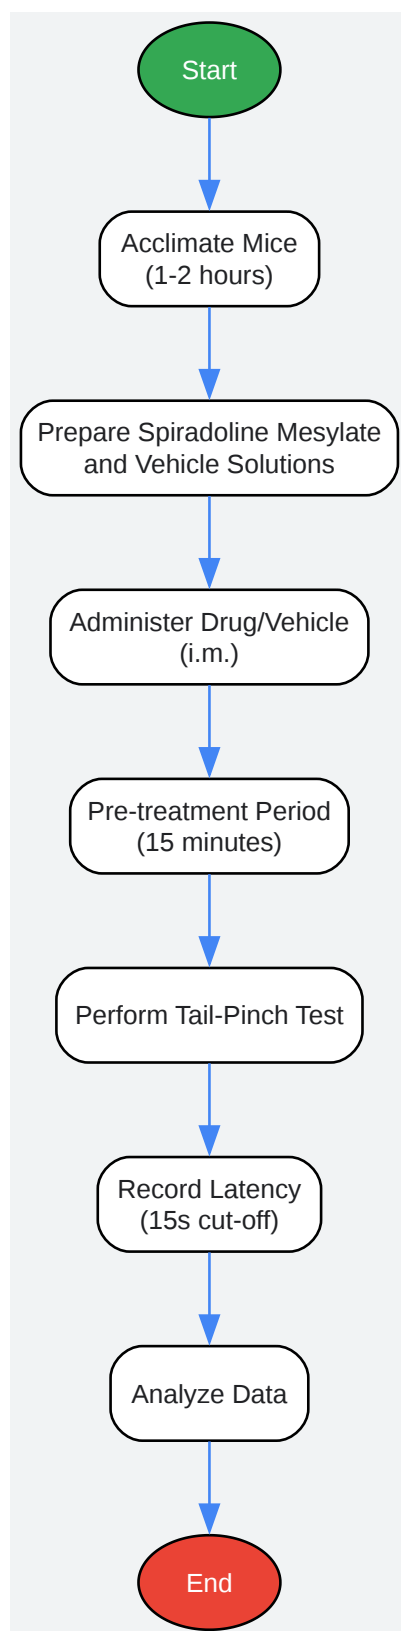 Start
Acclimate Mice
(1-2 hours)
Prepare Spiradoline Mesylate
and Vehicle Solutions
Administer Drug/Vehicle
(i.m.)
Pre-treatment Period
(15 minutes)
Perform Tail-Pinch Test
Record Latency
(15s cut-off)
Analyze Data
End